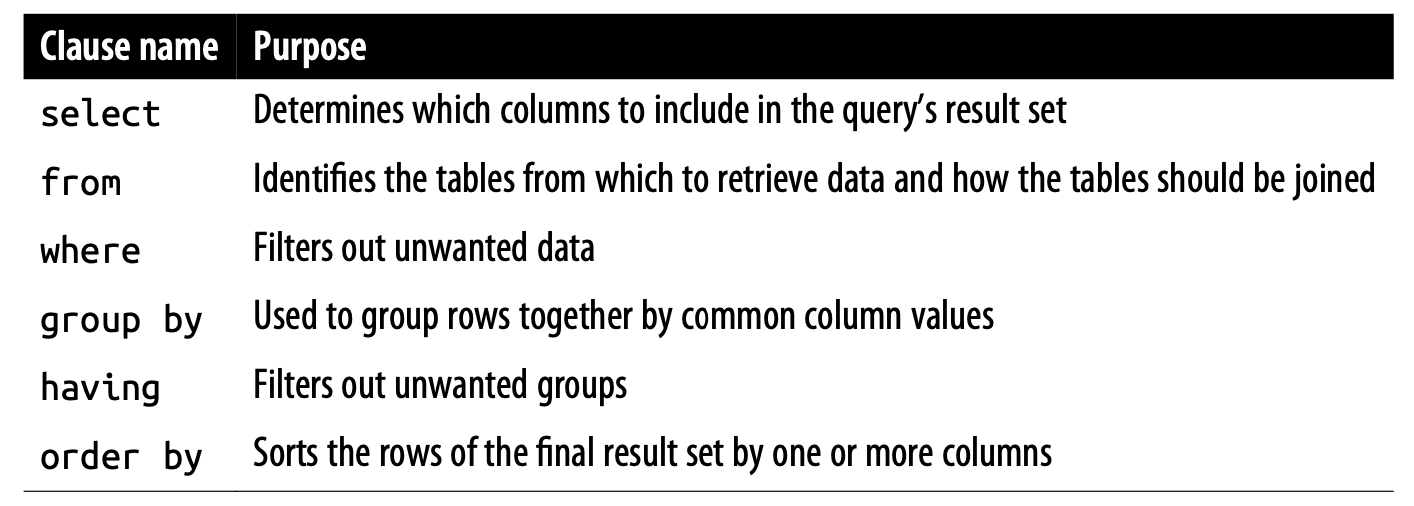 Clause name Purpose
select Determines which columns to include in the query’s result set
from Identifies the tables from which to retrieve data and how the tables should be joined
where Filters out unwanted data
group by Used to group rows together by common column values
having Filters out unwanted groups
order by Sorts the rows of the final result set by one or more columns